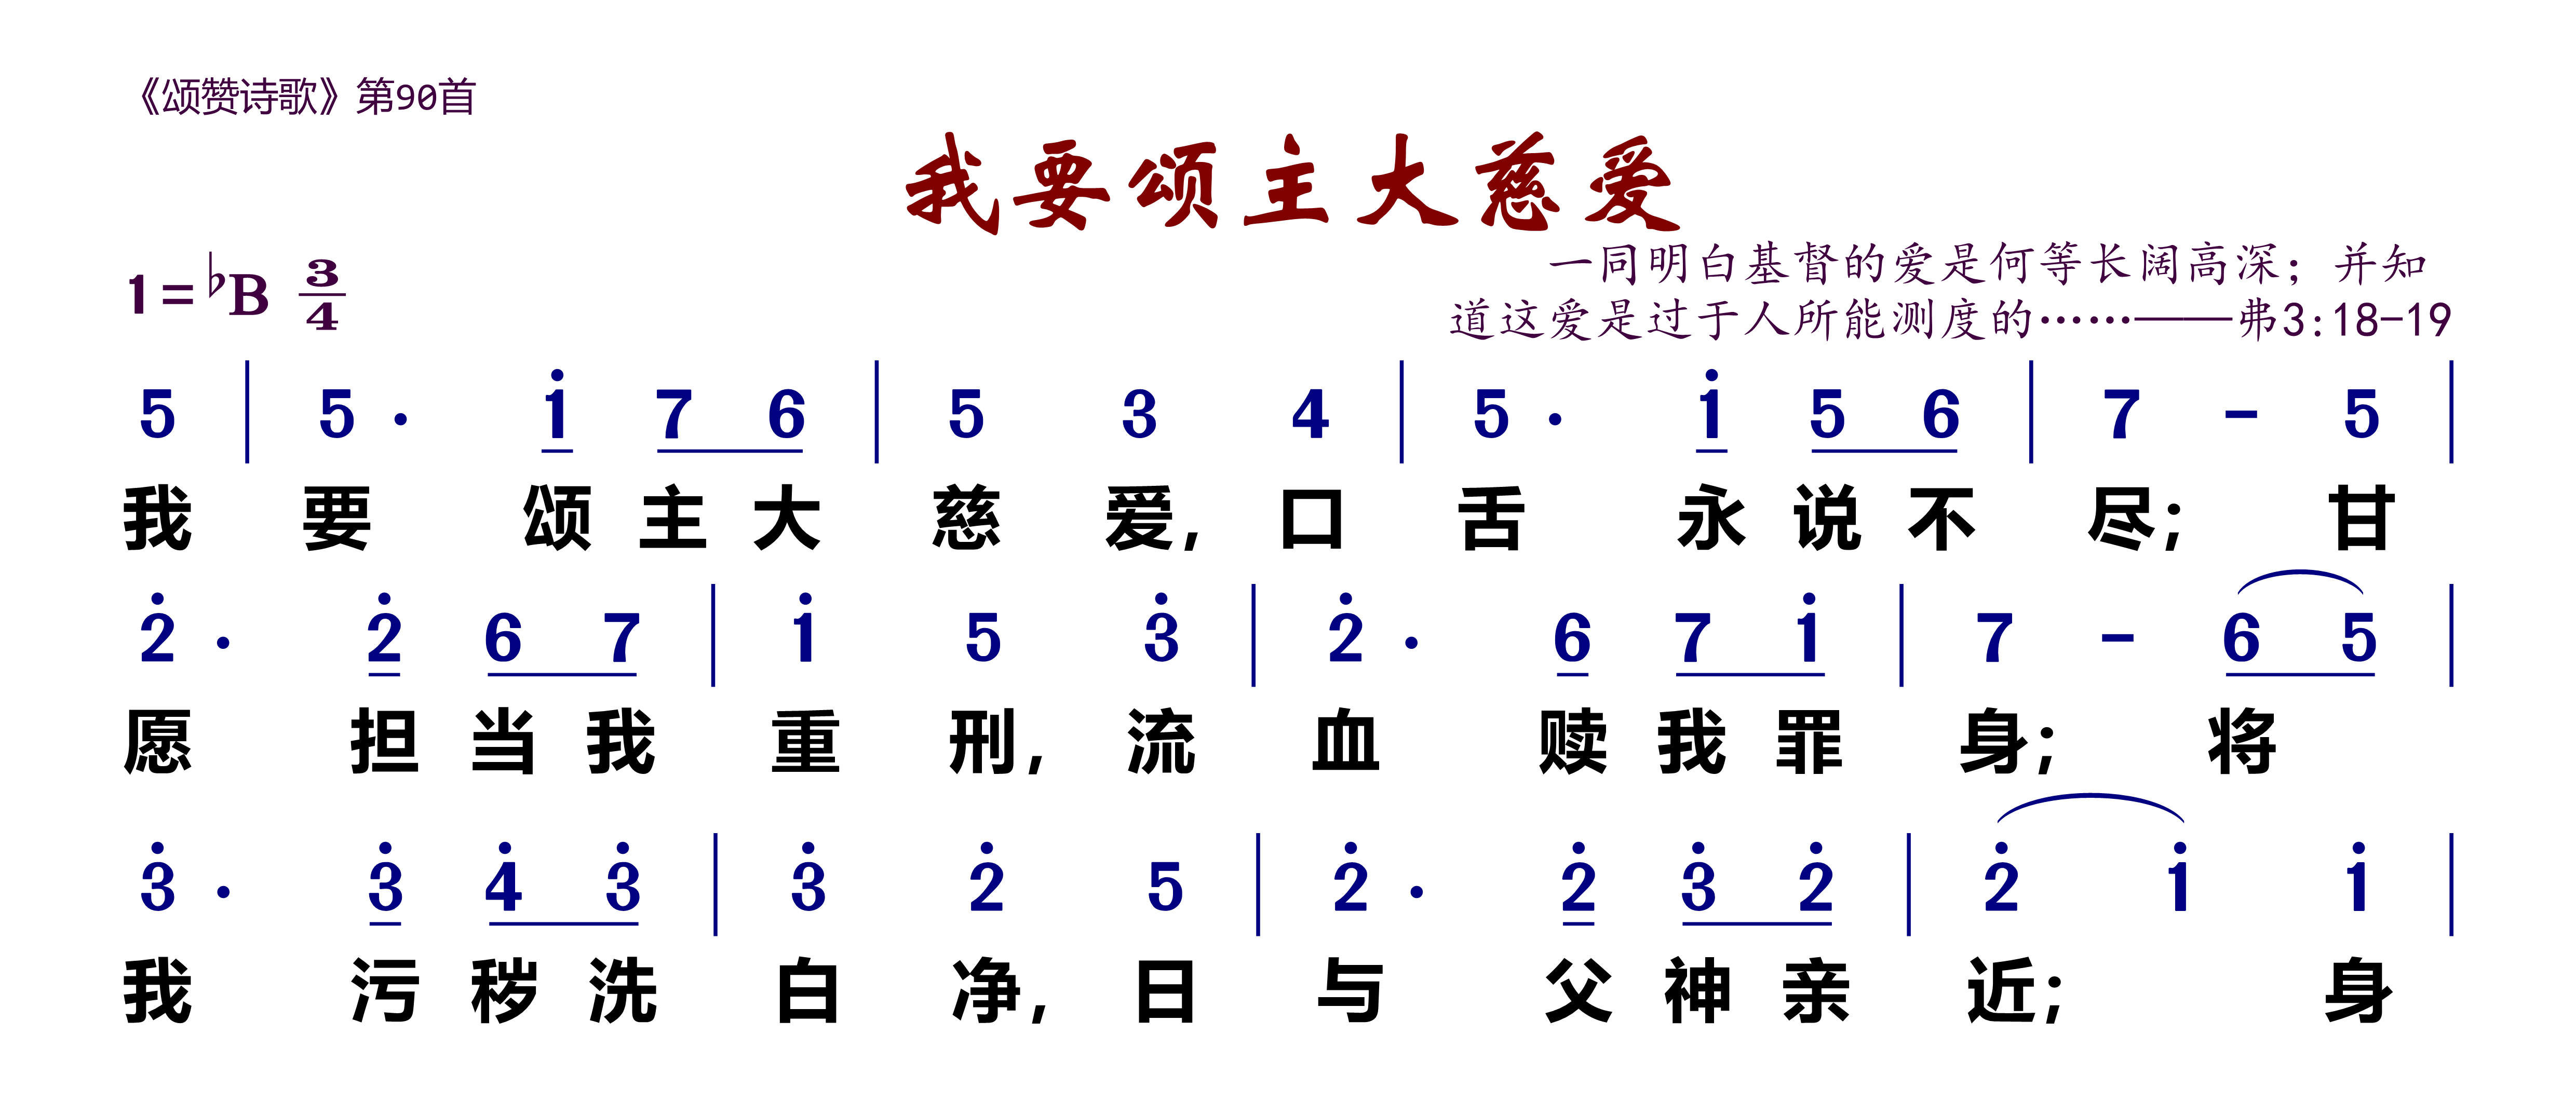 《颂赞诗歌》第90首
我要颂主大慈爱
一同明白基督的爱是何等长阔高深；并知
1=♭B 3/4
道这爱是过于人所能测度的……——弗3:18-19
5 | 5 · i̇ 7 6 | 5 3 4 | 5 · i̇ 5 6 | 7 - 5 |
我 要 颂 主 大 慈 爱, 口 舌 永 说 不 尽; 甘
2̇ · 2̇ 6 7 | i̇ 5 3̇ | 2̇ · 6 7 i̇ | 7 - 6 5 |
愿 担 当 我 重 刑, 流 血 赎 我 罪 身; 将
3̇ · 3̇ 4̇ 3̇ | 3̇ 2̇ 5 | 2̇ · 2̇ 3̇ 2̇ | 2̇ i̇ i̇ |
我 污 秽 洗 白 净, 日 与 父 神 亲 近; 身